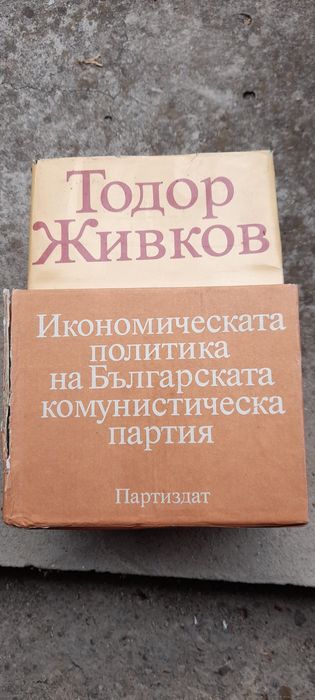 Тодор
Живков
Икономическата
политика
на Българската
комунистическа
партия
Партиздат